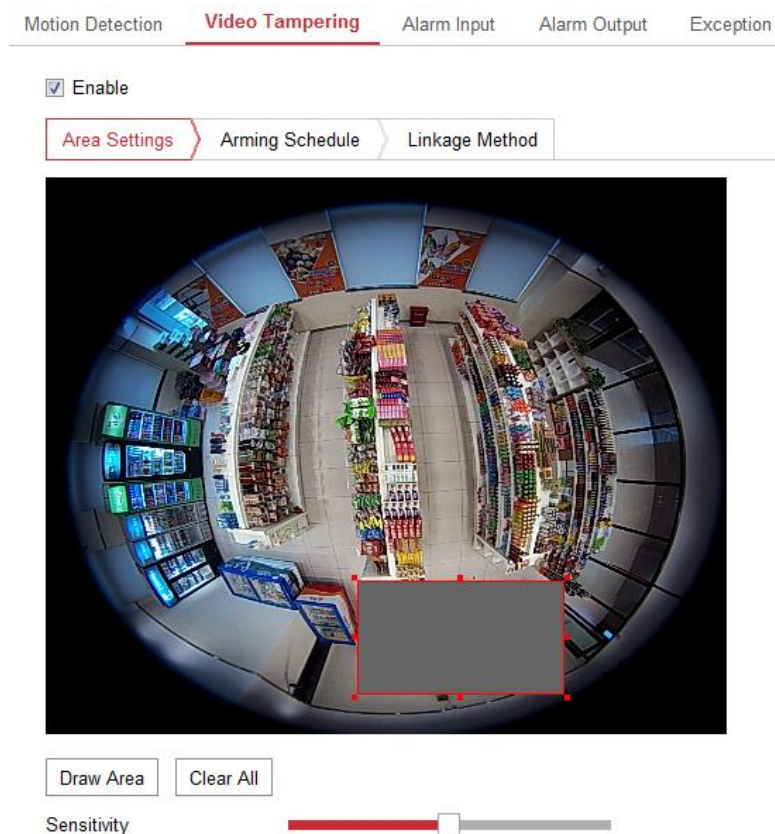 Motion Detection Video Tampering Alarm Input Alarm Output Exception
Enable
Area Settings Arming Schedule Linkage Method
Draw Area Clear All
Sensitivity